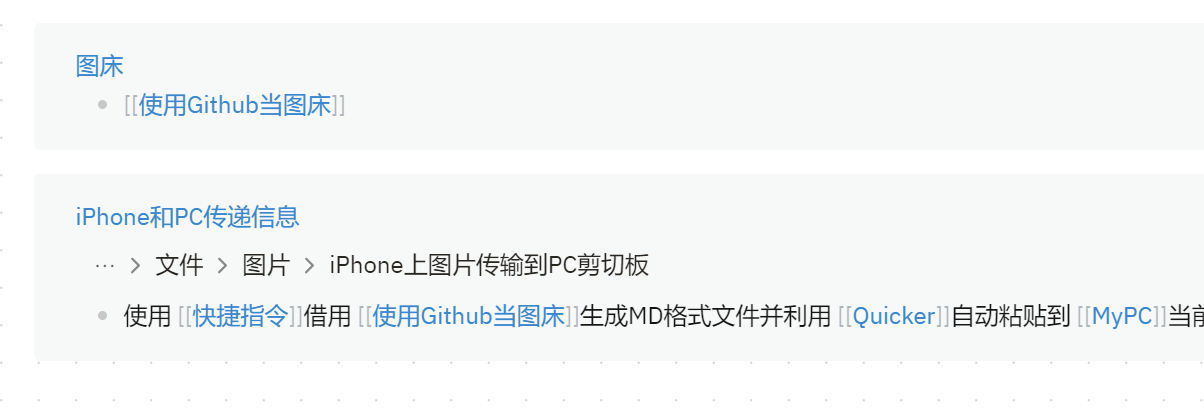 图床
[[使用Github当图床]]
iPhone和PC传递信息
··· > 文件 > 图片 > iPhone上图片传输到PC剪切板
使用 [[快捷指令]]借用 [[使用Github当图床]]生成MD格式文件并利用 [[Quicker]]自动粘贴到 [[MyPC]]当前